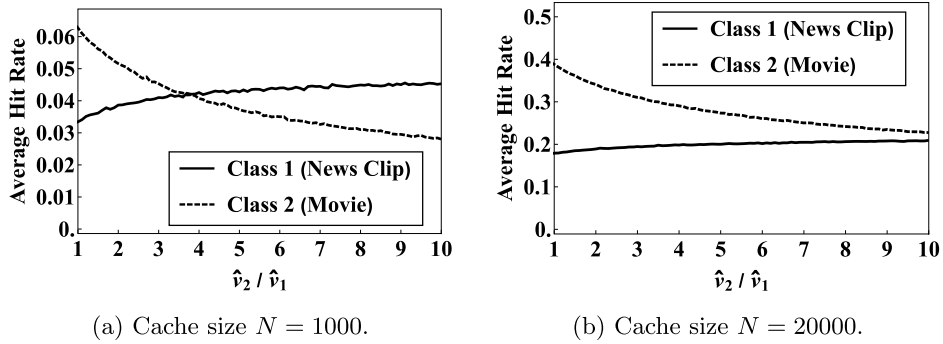 Average Hit Rate
0.06
0.05
0.04
0.03
0.02
0.01
0.
Class 1 (News Clip)
Class 2 (Movie)
1 2 3 4 5 6 7 8 9 10
v̂₂ / v̂₁
(a) Cache size N = 1000.
Average Hit Rate
0.5
0.4
0.3
0.2
0.1
0.
Class 1 (News Clip)
Class 2 (Movie)
1 2 3 4 5 6 7 8 9 10
v̂₂ / v̂₁
(b) Cache size N = 20000.